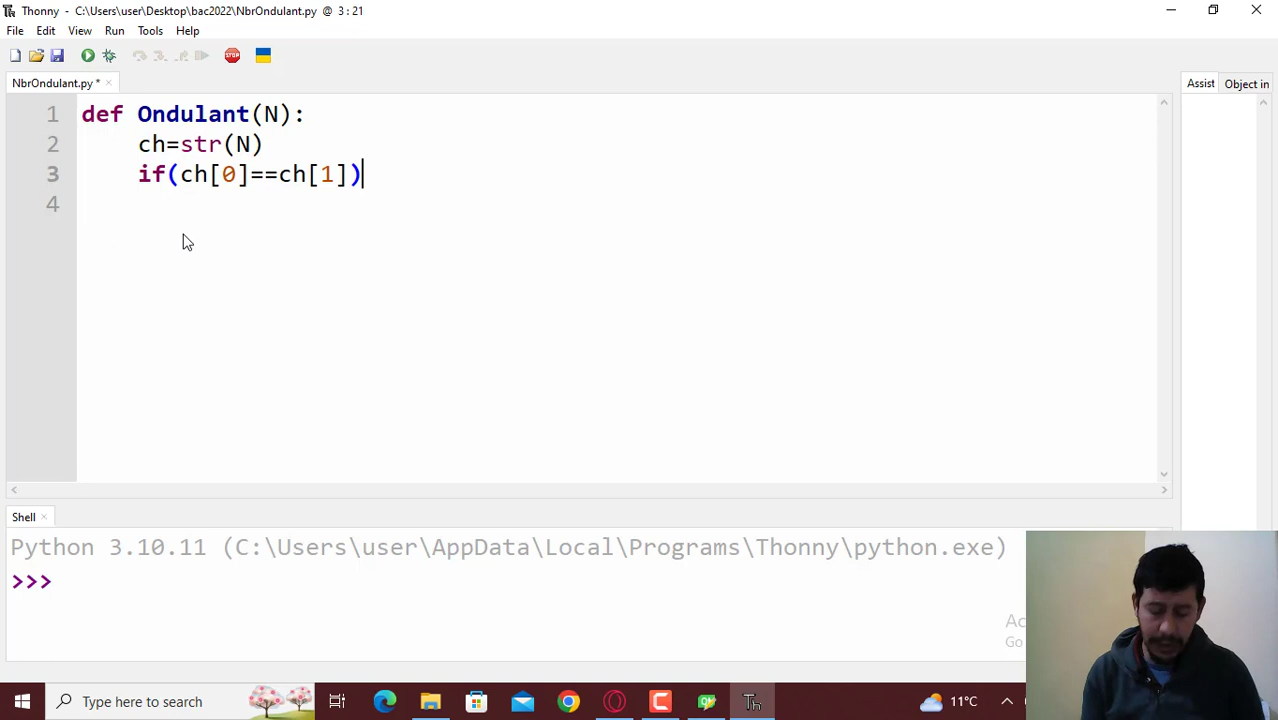 Thonny - C:\Users\user\Desktop\bac2022\NbrOndulant.py @ 3:21
File Edit View Run Tools Help
NbrOndulant.py * Assist Object in
1 def Ondulant(N):
2 ch=str(N)
3 if(ch[0]==ch[1])
4
Shell
Python 3.10.11 (C:\Users\user\AppData\Local\Programs\Thonny\python.exe)
>>>
Go
Type here to search 11°C